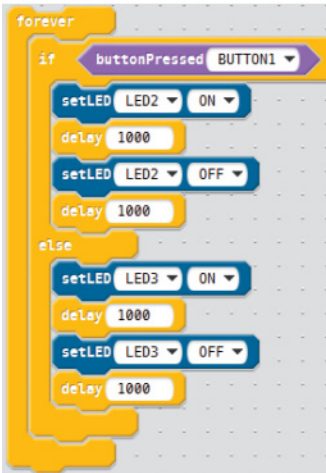 forever
if buttonPressed BUTTON1
setLED LED2 ON
delay 1000
setLED LED2 OFF
delay 1000
else
setLED LED3 ON
delay 1000
setLED LED3 OFF
delay 1000